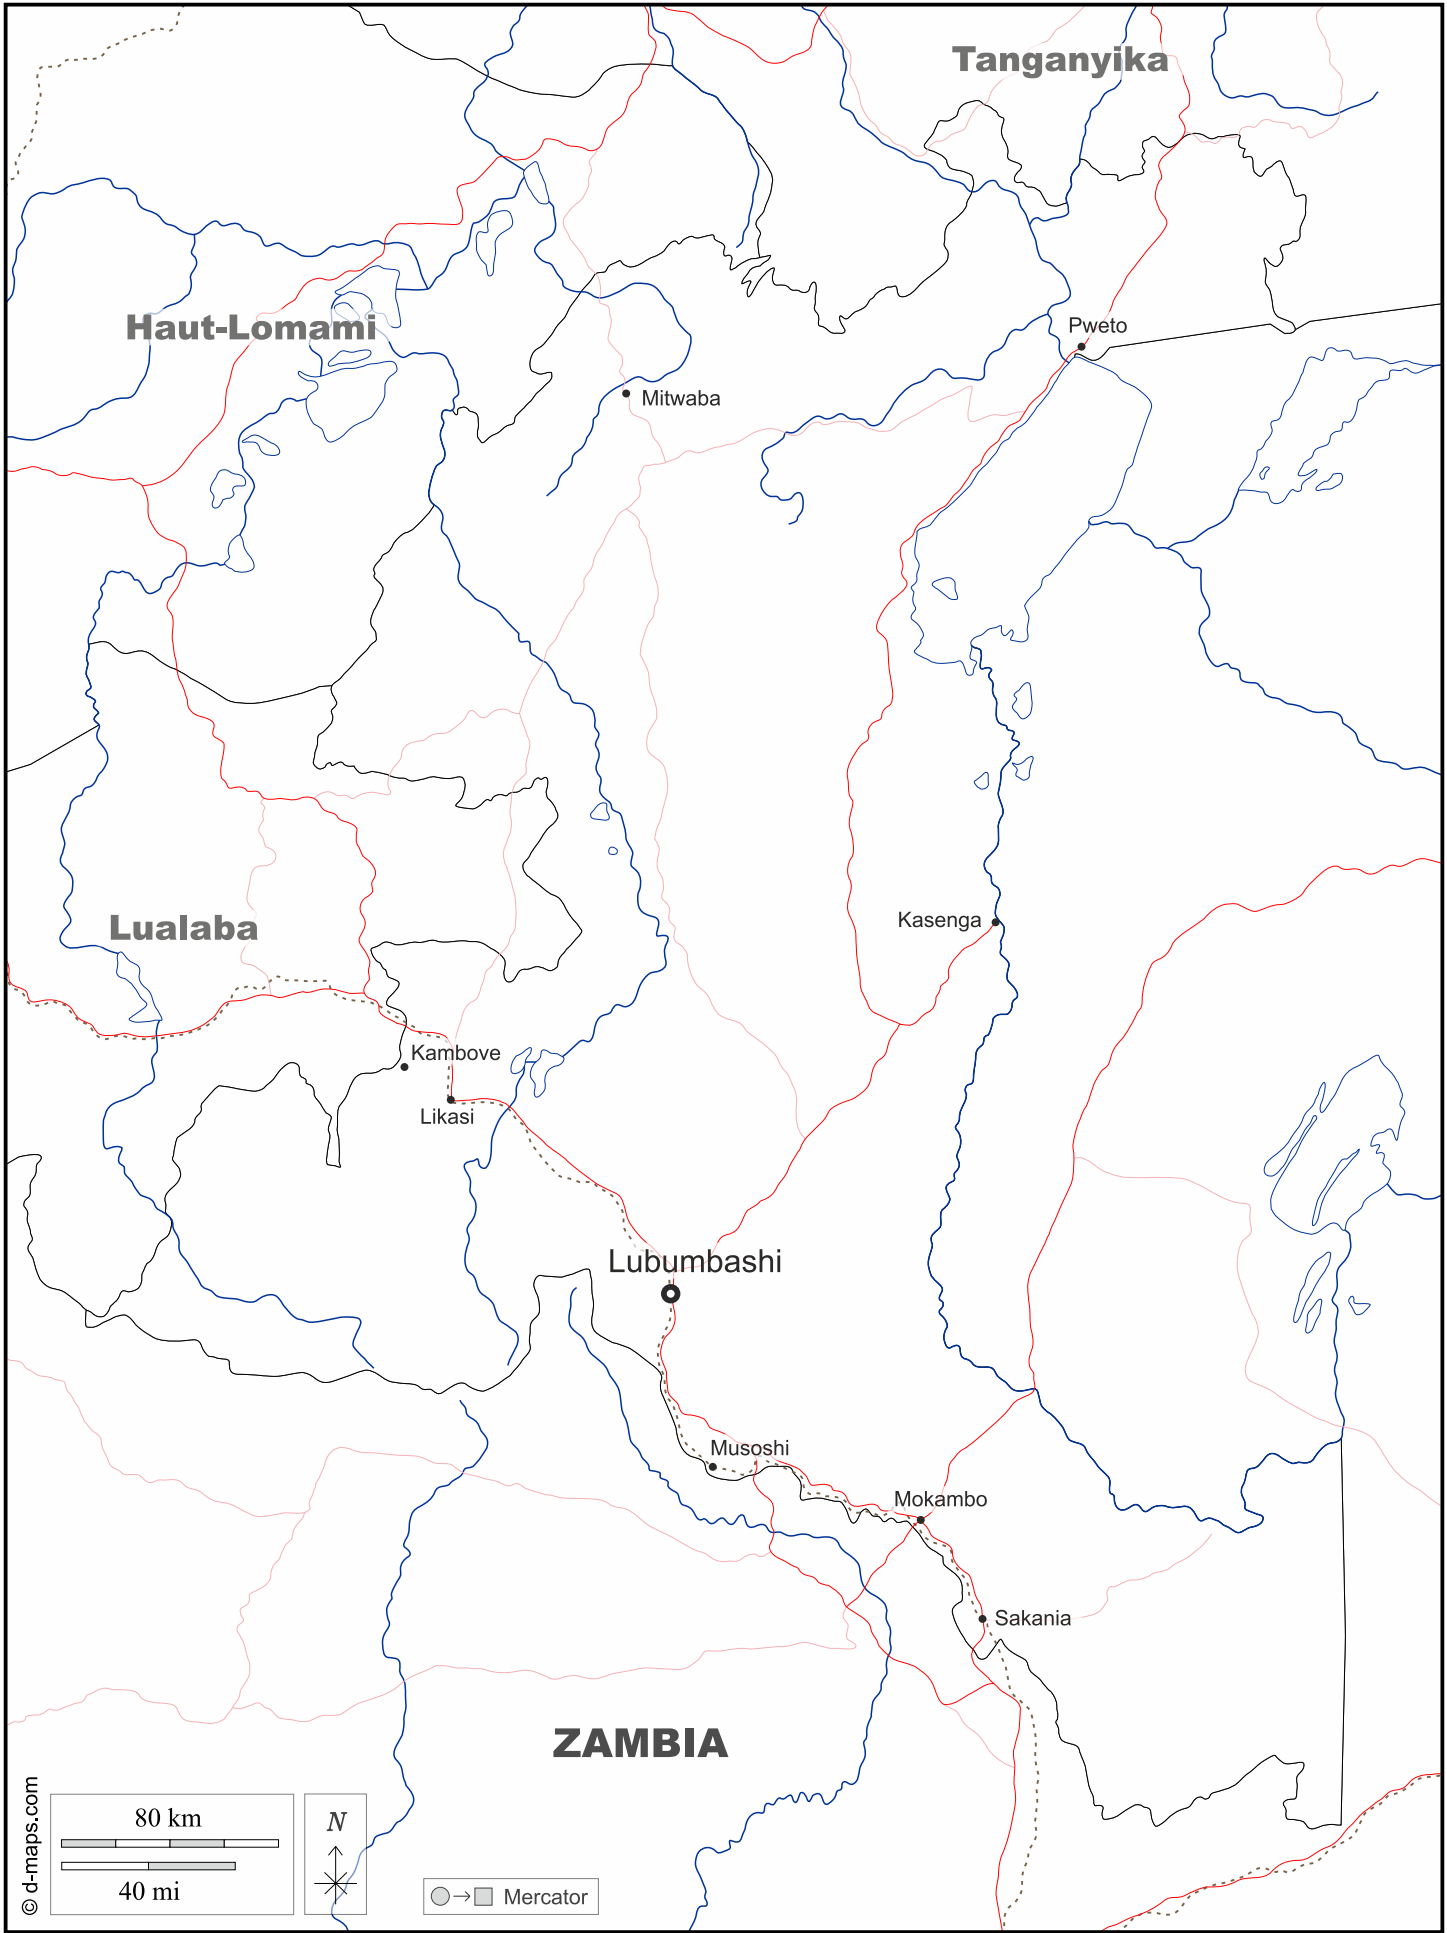 Tanganyika
Haut-Lomami
Pweto
Mitwaba
Lualaba
Kasenga
Kambove
Likasi
Lubumbashi
Musoshi
Mokambo
Sakania
ZAMBIA
© d-maps.com
80 km
40 mi
N
Mercator